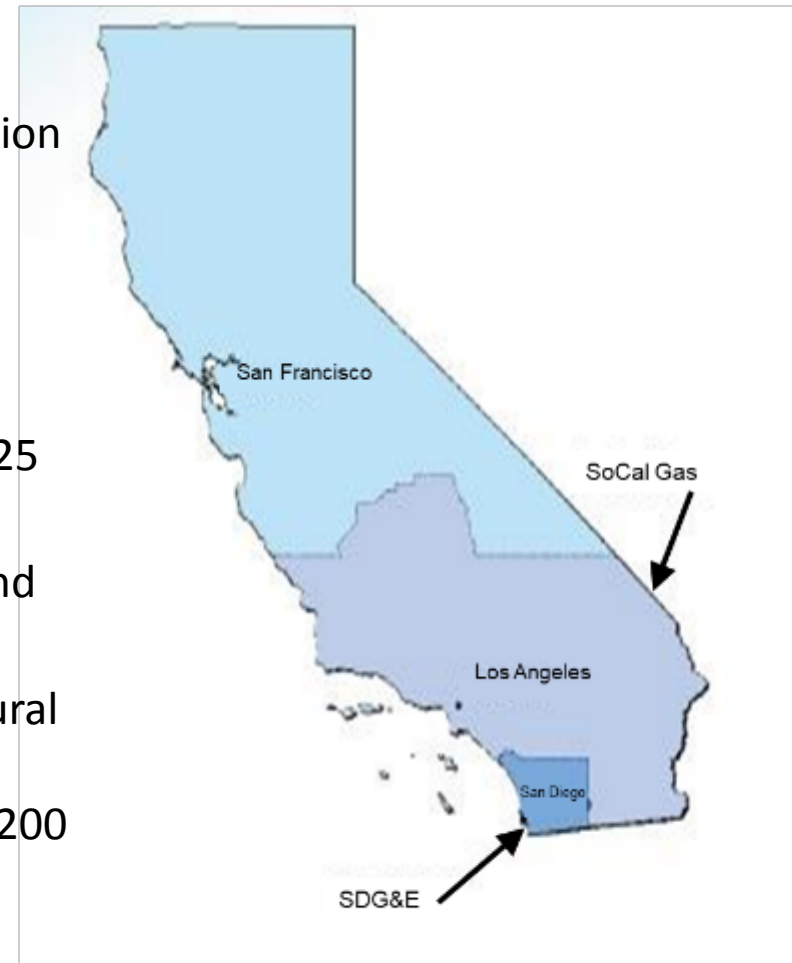 ion
San Francisco
25
SoCal Gas
nd
Los Angeles
ural
San Diego
200
SDG&E